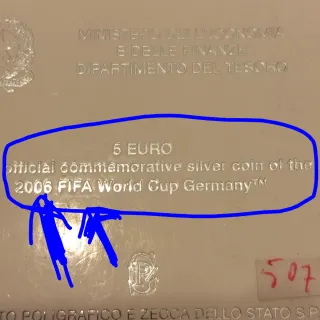 MINISTERO DELL'ECONOMIA
E DELLE FINANZE
DIPARTIMENTO DEL TESORO
5 EURO
official commemorative silver coin of the
2006 FIFA World Cup Germany™
507
POLIGRAFICO E ZECCA DELLO STATO S.P